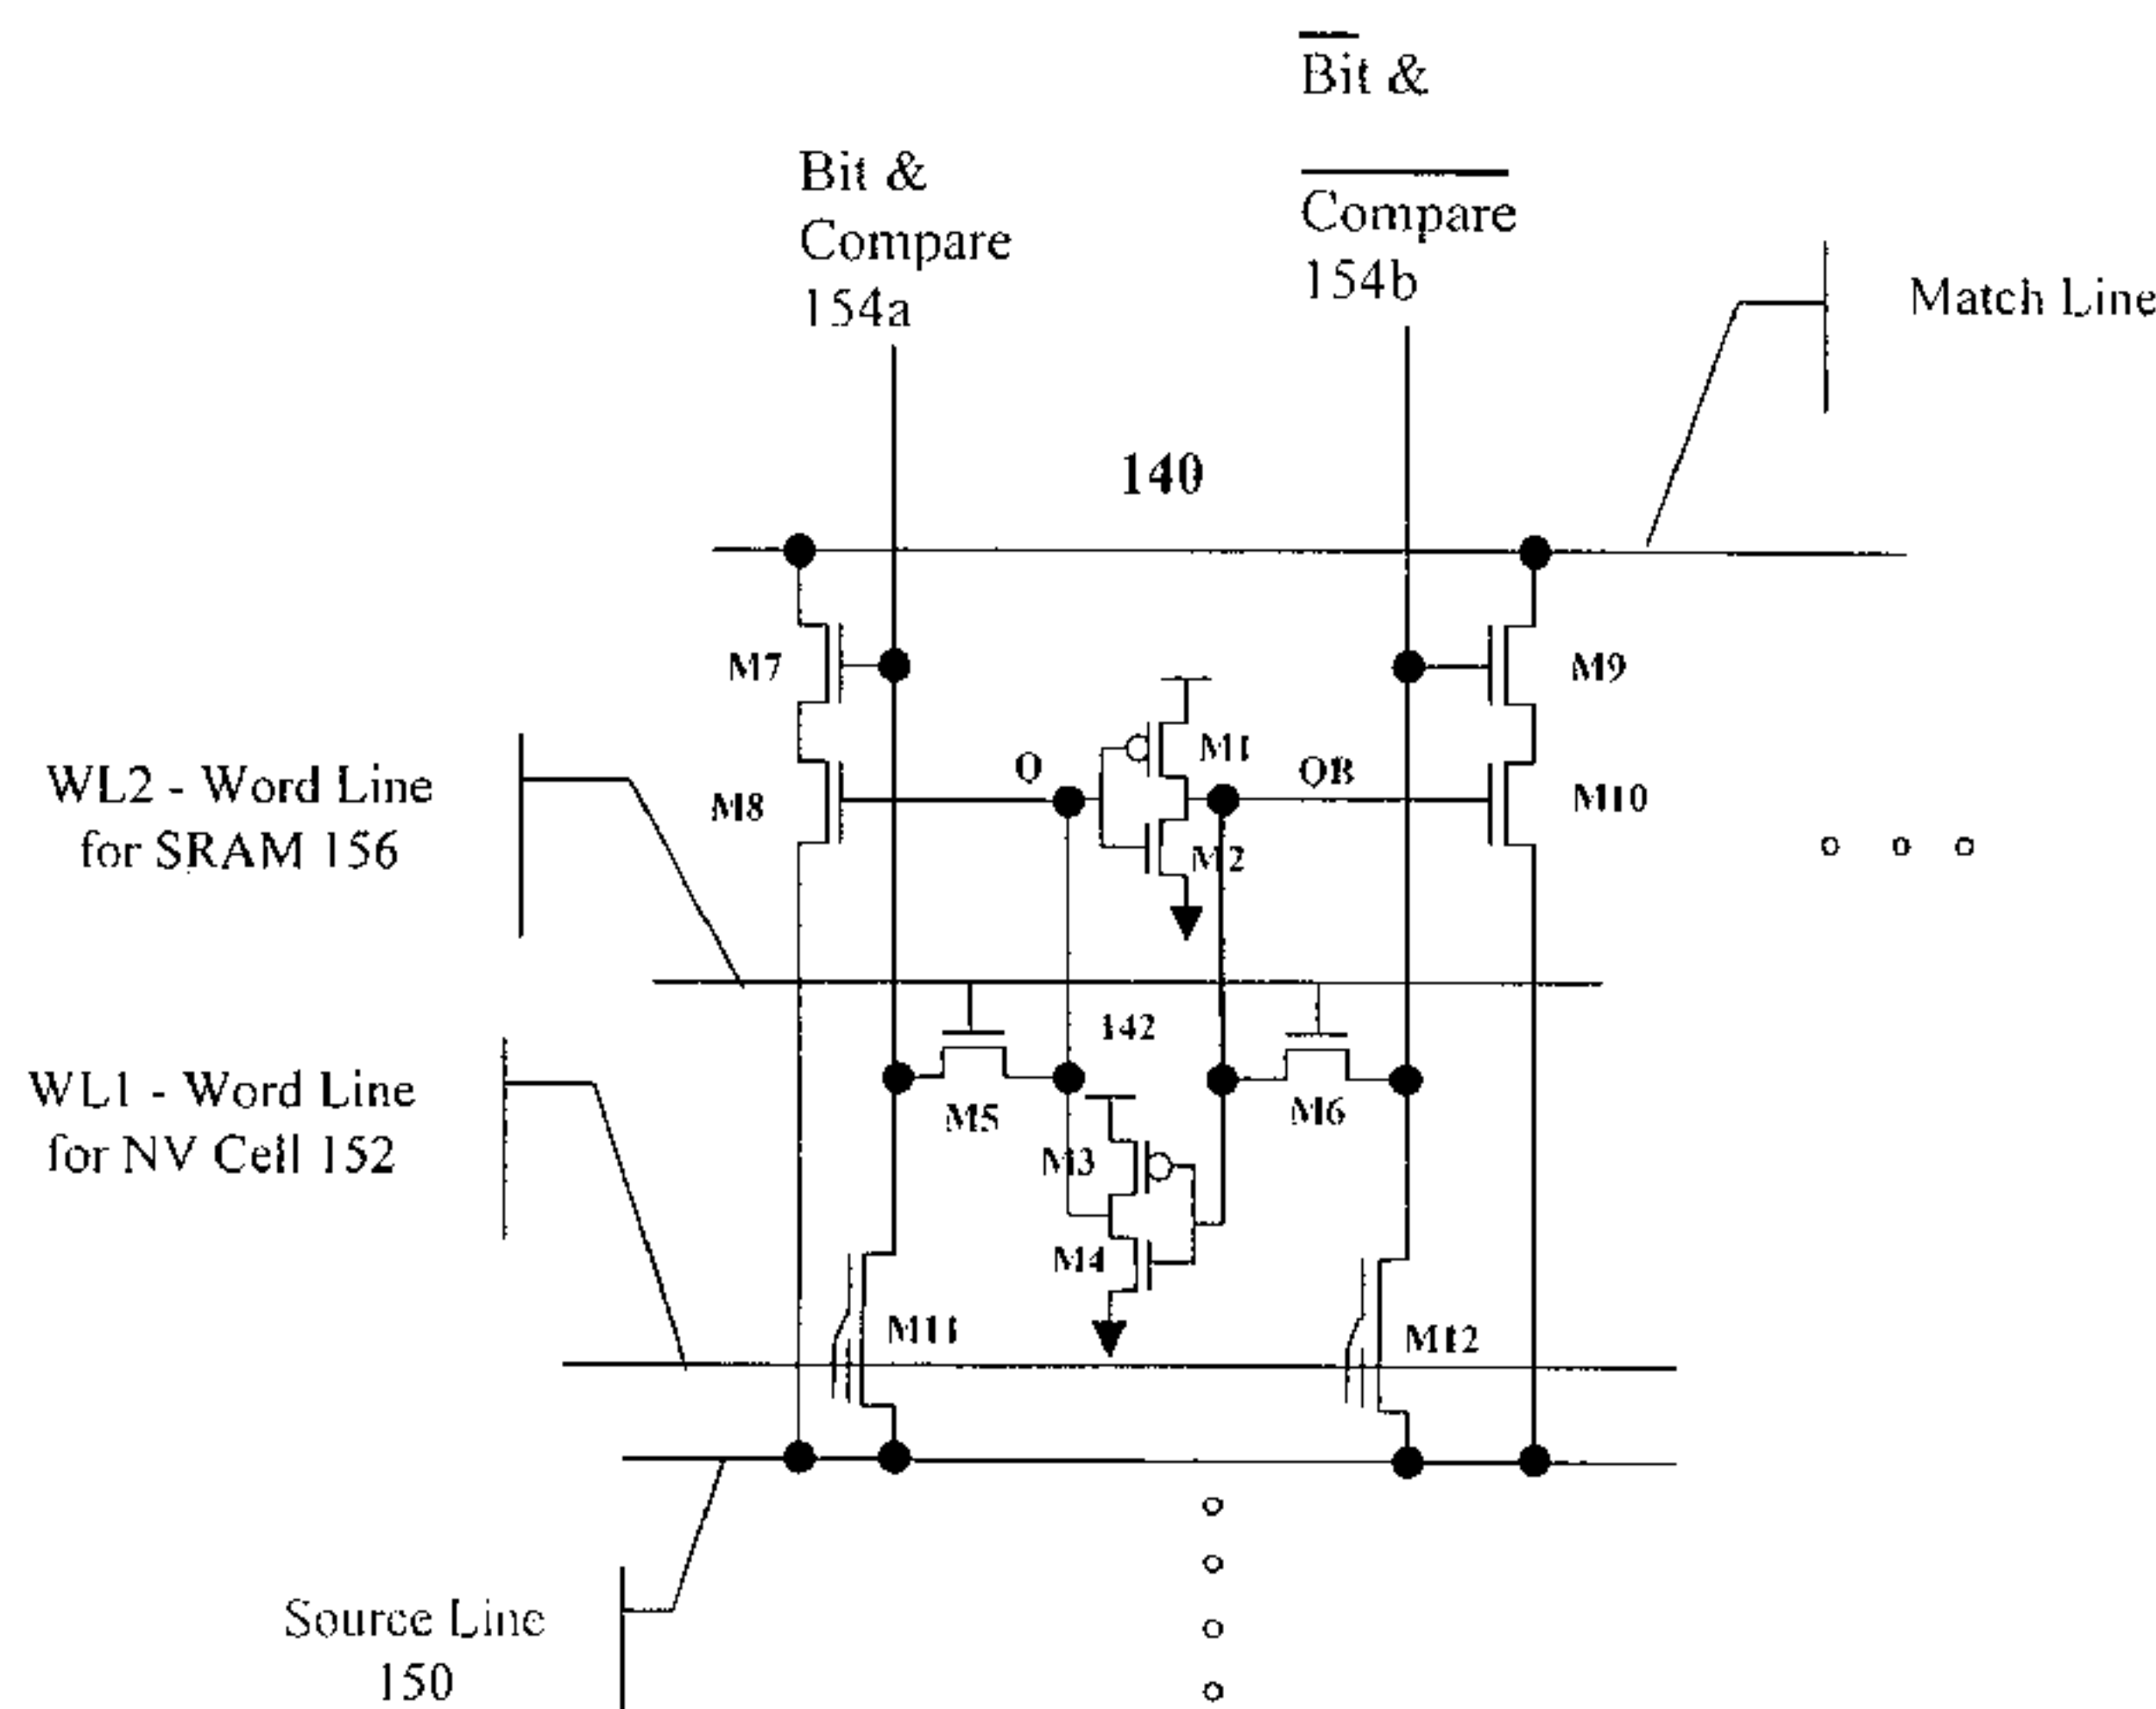 Bit &
Compare
154b
Bit &
Compare
154a
Match Line
140
M7
M9
M1
Q
QB
M8
M10
M2
WL2 - Word Line
for SRAM 156
142
M5
M6
WL1 - Word Line
for NV Cell 152
M3
M4
M11
M12
Source Line
150